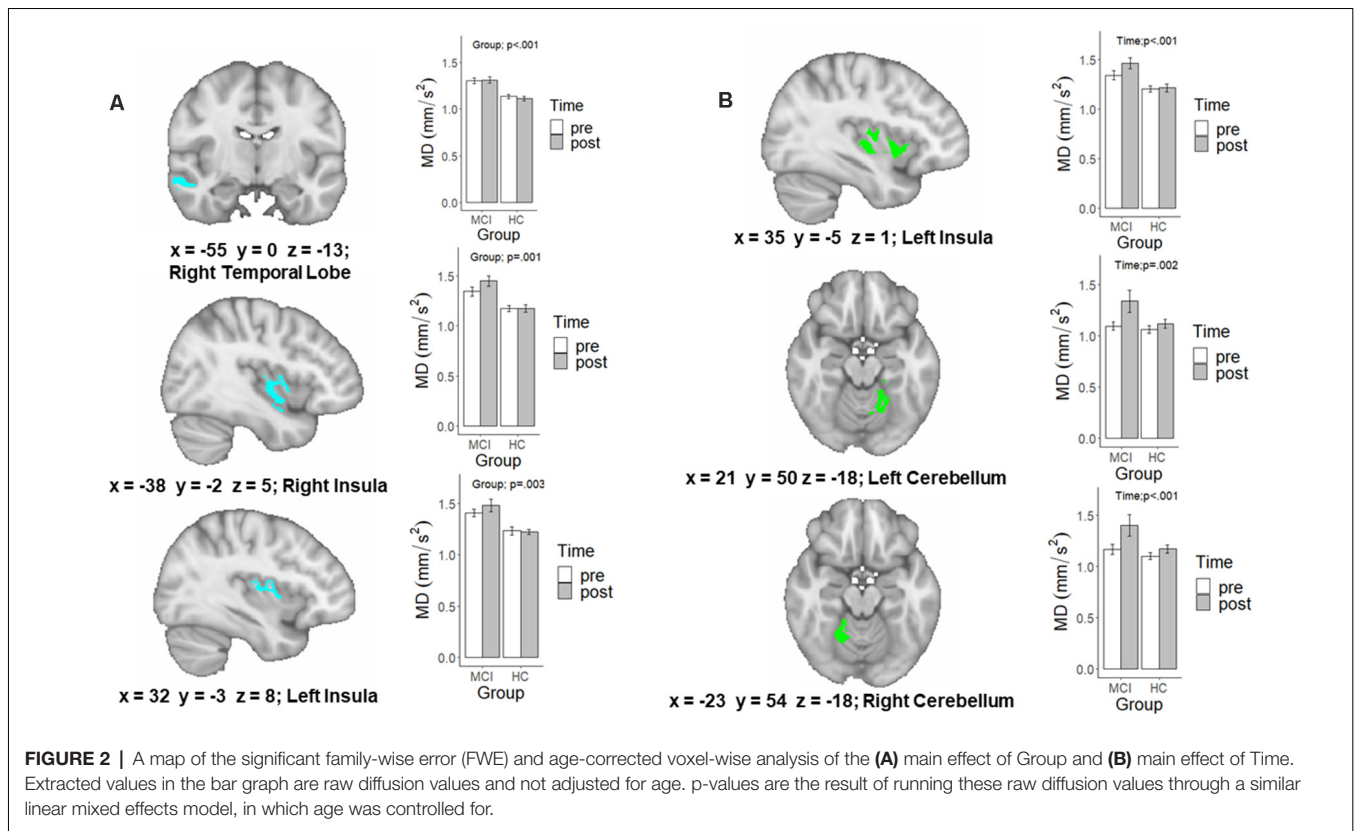 A
Group; p<.001
MD (mm/s²)
1.5
1.0
0.5
0.0
MCI HC
Group
Time
pre
post
x = -55 y = 0 z = -13;
Right Temporal Lobe
Group; p=.001
MD (mm/s²)
1.5
1.0
0.5
0.0
MCI HC
Group
Time
pre
post
x = -38 y = -2 z = 5; Right Insula
Group; p=.003
MD (mm/s²)
1.5
1.0
0.5
0.0
MCI HC
Group
Time
pre
post
x = 32 y = -3 z = 8; Left Insula
B
Time;p<.001
MD (mm/s²)
1.5
1.0
0.5
0.0
MCI HC
Group
Time
pre
post
x = 35 y = -5 z = 1; Left Insula
Time;p=.002
MD (mm/s²)
1.5
1.0
0.5
0.0
MCI HC
Group
Time
pre
post
x = 21 y = 50 z = -18; Left Cerebellum
Time;p<.001
MD (mm/s²)
1.5
1.0
0.5
0.0
MCI HC
Group
Time
pre
post
x = -23 y = 54 z = -18; Right Cerebellum
FIGURE 2 | A map of the significant family-wise error (FWE) and age-corrected voxel-wise analysis of the (A) main effect of Group and (B) main effect of Time.
Extracted values in the bar graph are raw diffusion values and not adjusted for age. p-values are the result of running these raw diffusion values through a similar
linear mixed effects model, in which age was controlled for.